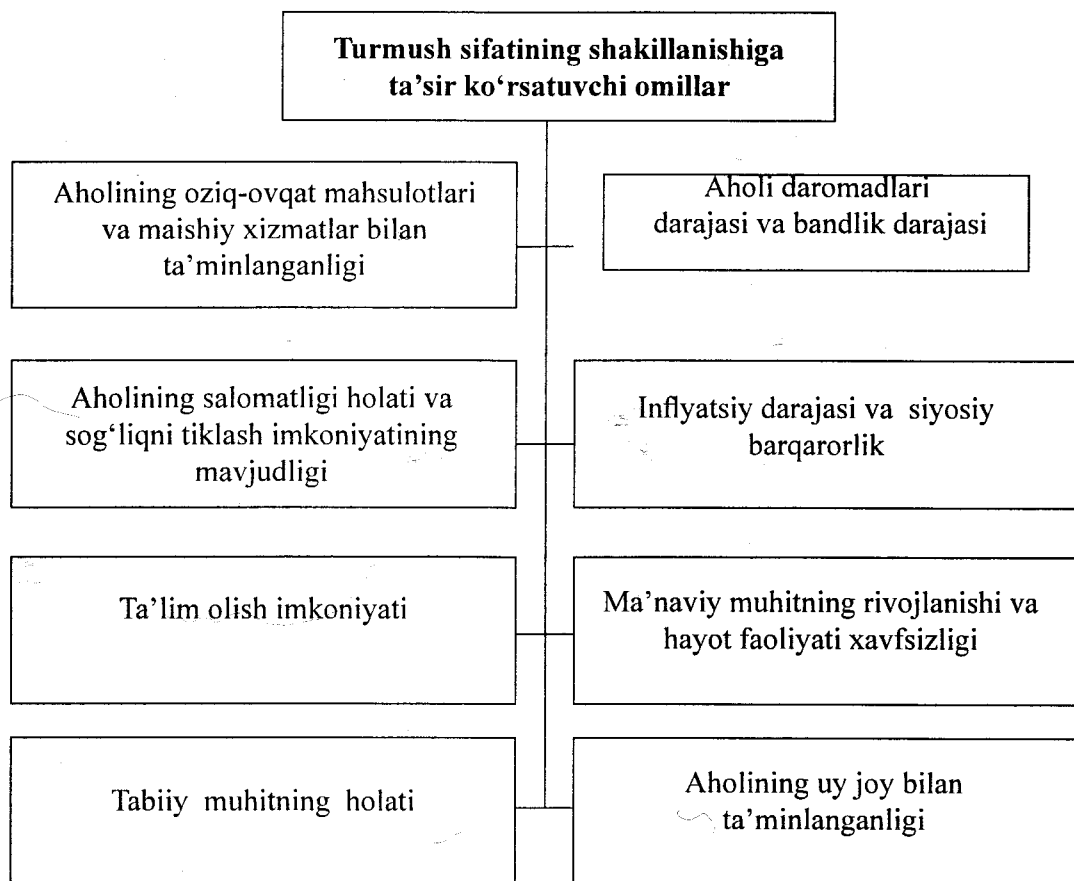 Turmush sifatining shakillanishiga
ta’sir ko‘rsatuvchi omillar
Aholining oziq-ovqat mahsulotlari
va maishiy xizmatlar bilan
ta’minlanganligi
Aholi daromadlari
darajasi va bandlik darajasi
Aholining salomatligi holati va
sog‘liqni tiklash imkoniyatining
mavjudligi
Inflyatsiy darajasi va siyosiy
barqarorlik
Ta’lim olish imkoniyati
Ma’naviy muhitning rivojlanishi va
hayot faoliyati xavfsizligi
Tabiiy muhitning holati
Aholining uy joy bilan
ta’minlanganligi